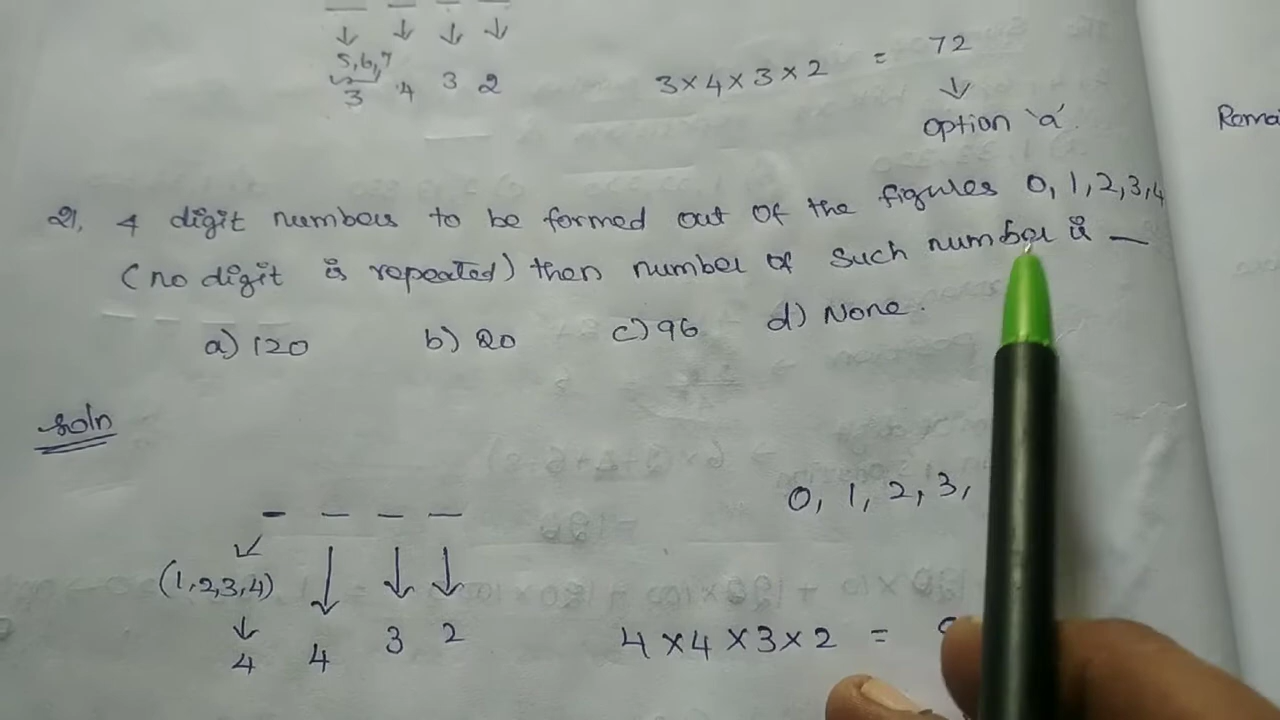 5,6,7
3 4 3 2
3×4×3×2 = 72
option 'a'.
21. 4 digit numbers to be formed out of the figures 0, 1, 2, 3, 4
(no digit is repeated) then number of such number is —
a) 120 b) 20 c) 96 d) None.
soln
0, 1, 2, 3,
(1,2,3,4)
4 4 3 2
4 × 4 × 3 × 2 =